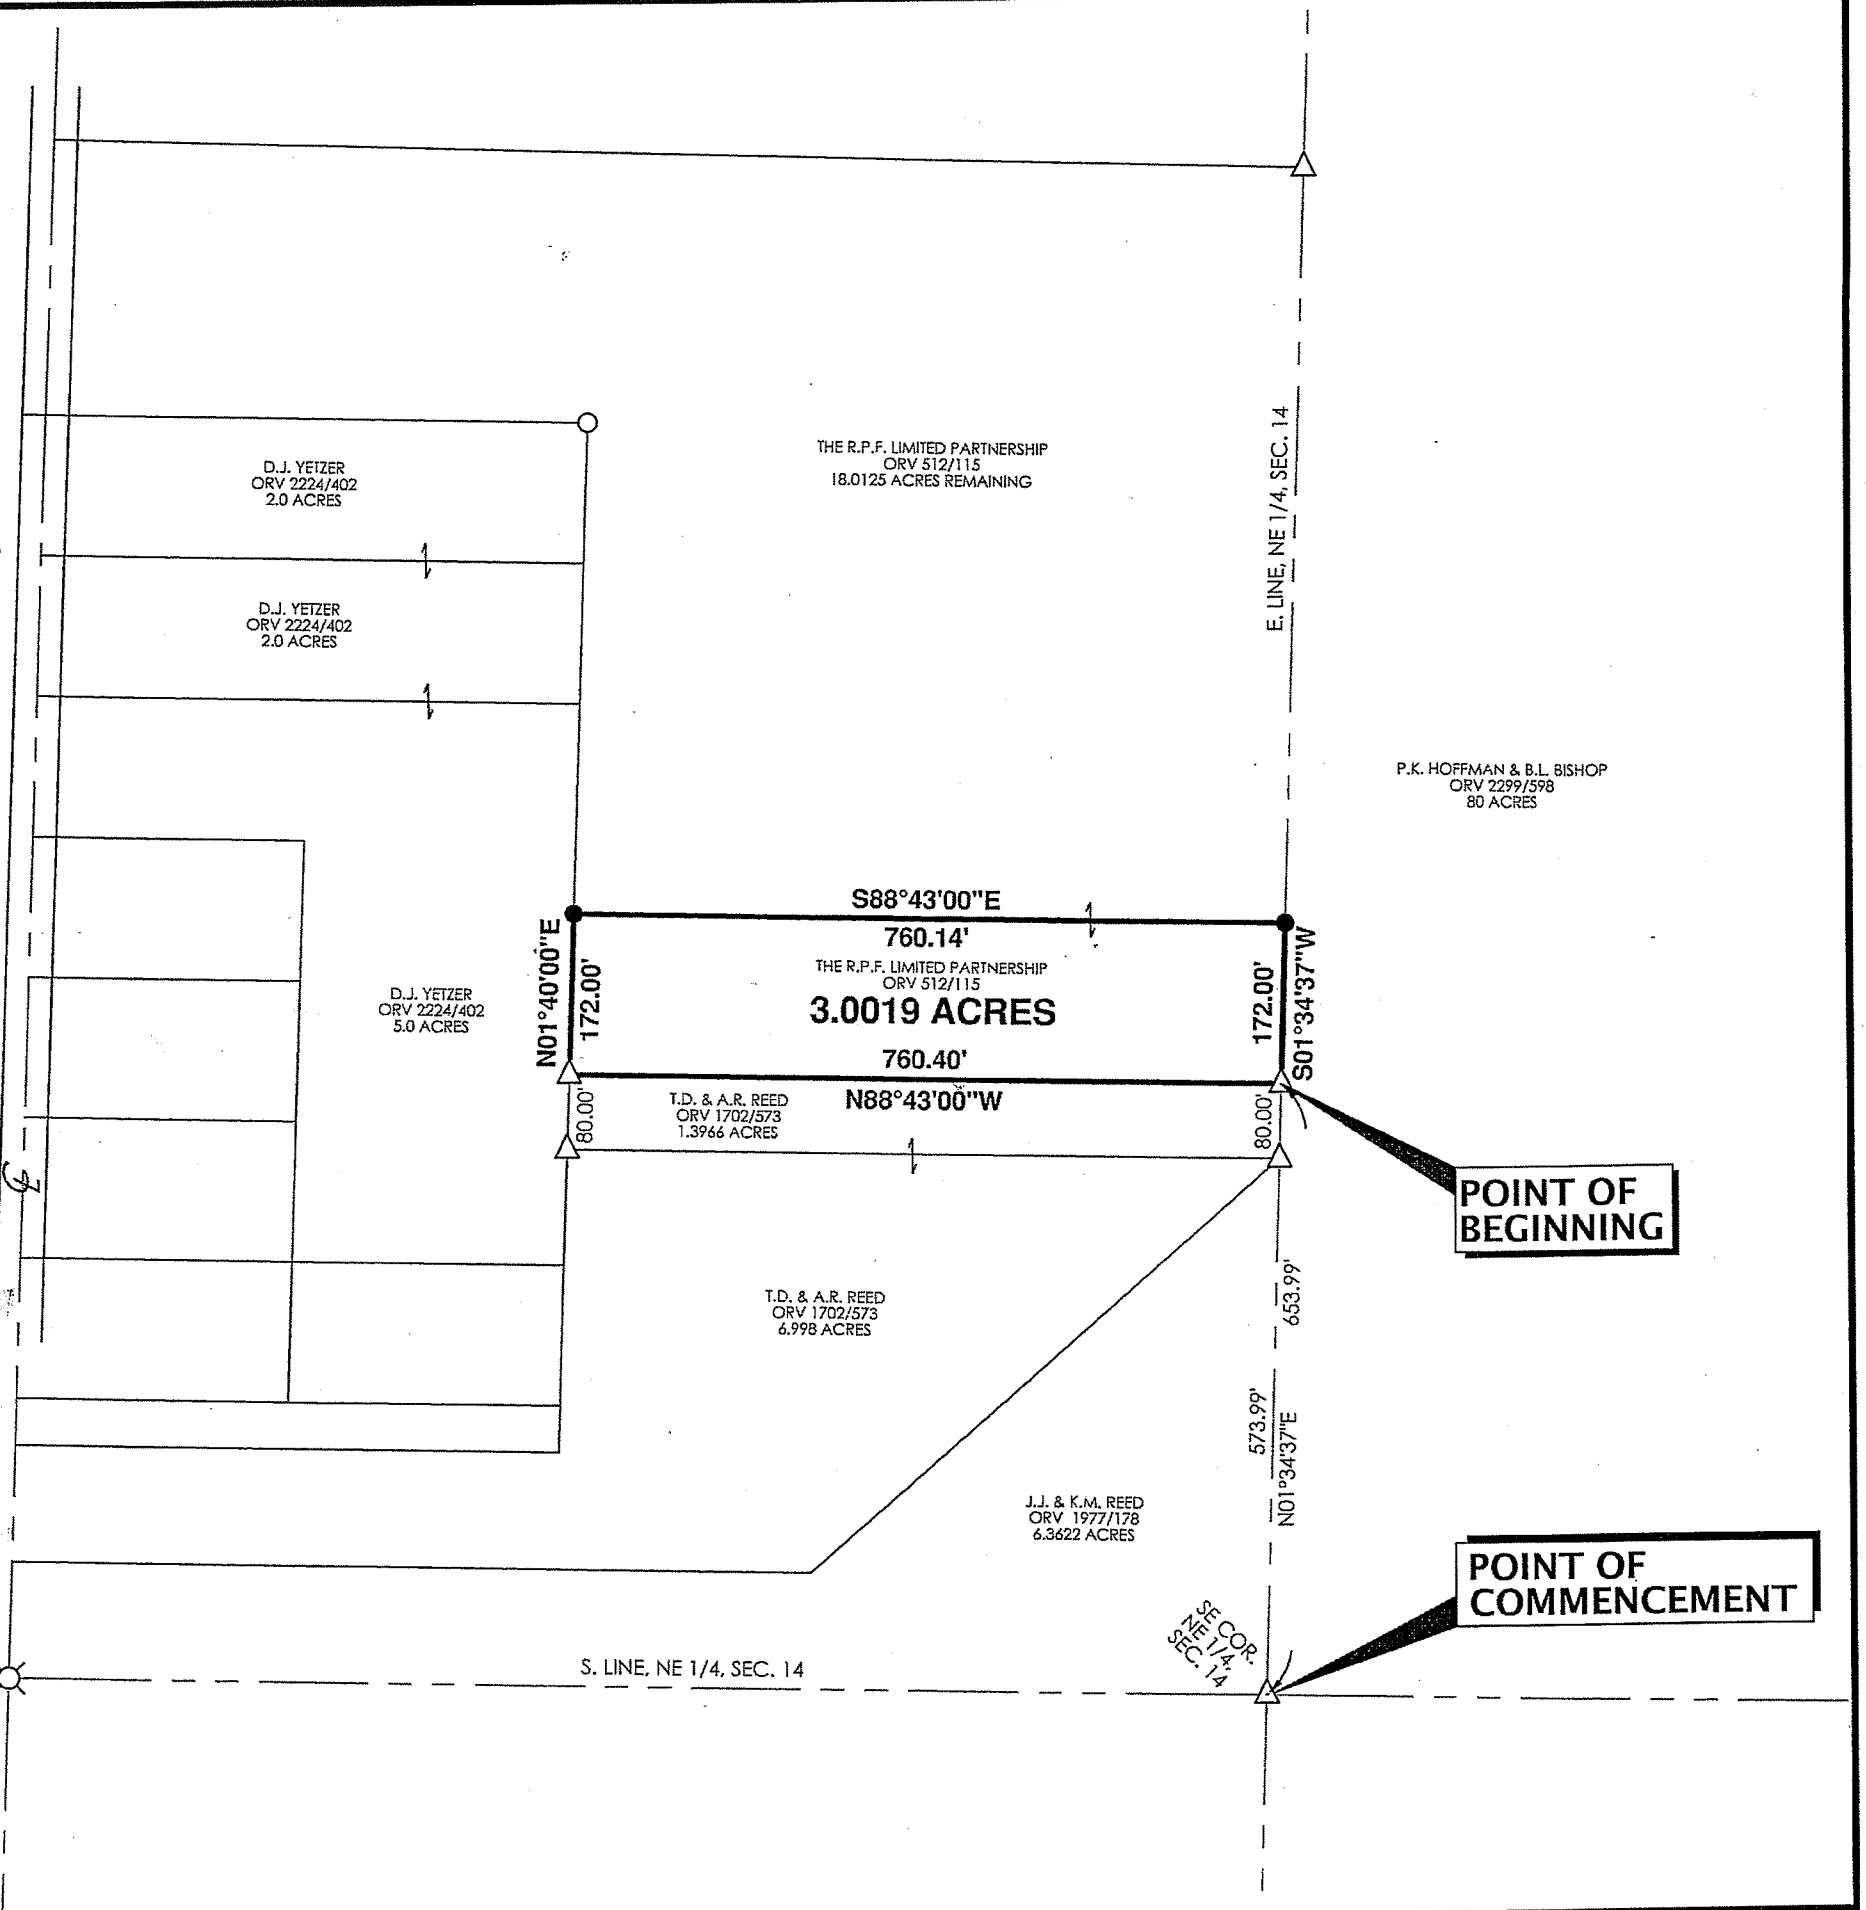 THE R.P.F. LIMITED PARTNERSHIP
ORV 512/115
18.0125 ACRES REMAINING
E. LINE, NE 1/4, SEC. 14
D.J. YETZER
ORV 2224/402
2.0 ACRES
D.J. YETZER
ORV 2224/402
2.0 ACRES
P.K. HOFFMAN & B.L. BISHOP
ORV 2299/598
80 ACRES
S88°43'00"E
760.14'
N01°40'00"E
172.00'
THE R.P.F. LIMITED PARTNERSHIP
ORV 512/115
3.0019 ACRES
172.00'
S01°34'37"W
D.J. YETZER
ORV 2224/402
5.0 ACRES
760.40'
N88°43'00"W
80.00'
T.D. & A.R. REED
ORV 1702/573
1.3966 ACRES
80.00'
POINT OF
BEGINNING
T.D. & A.R. REED
ORV 1702/573
6.998 ACRES
653.99'
573.99'
N01°34'37"E
J.J. & K.M. REED
ORV 1977/178
6.3622 ACRES
POINT OF
COMMENCEMENT
SE COR.
NE 1/4,
SEC. 14
S. LINE, NE 1/4, SEC. 14